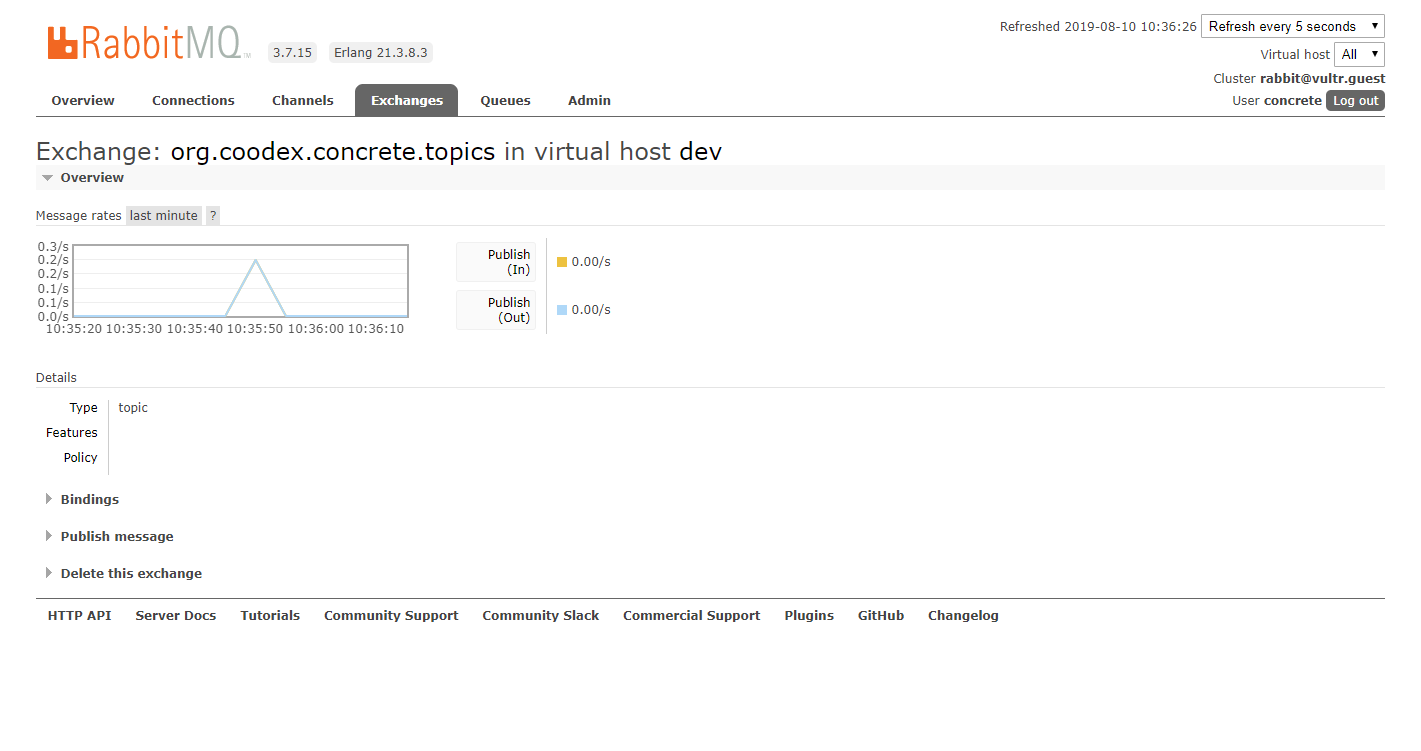 RabbitMQ TM 3.7.15 Erlang 21.3.8.3
Refreshed 2019-08-10 10:36:26 Refresh every 5 seconds
Virtual host All
Cluster rabbit@vultr.guest
User concrete Log out
Overview Connections Channels Exchanges Queues Admin
Exchange: org.coodex.concrete.topics in virtual host dev
Overview
Message rates last minute ?
0.3/s
0.2/s
0.2/s
0.1/s
0.1/s
0.0/s
10:35:20 10:35:30 10:35:40 10:35:50 10:36:00 10:36:10
Publish
(In)
0.00/s
Publish
(Out)
0.00/s
Details
Type topic
Features
Policy
Bindings
Publish message
Delete this exchange
HTTP API Server Docs Tutorials Community Support Community Slack Commercial Support Plugins GitHub Changelog